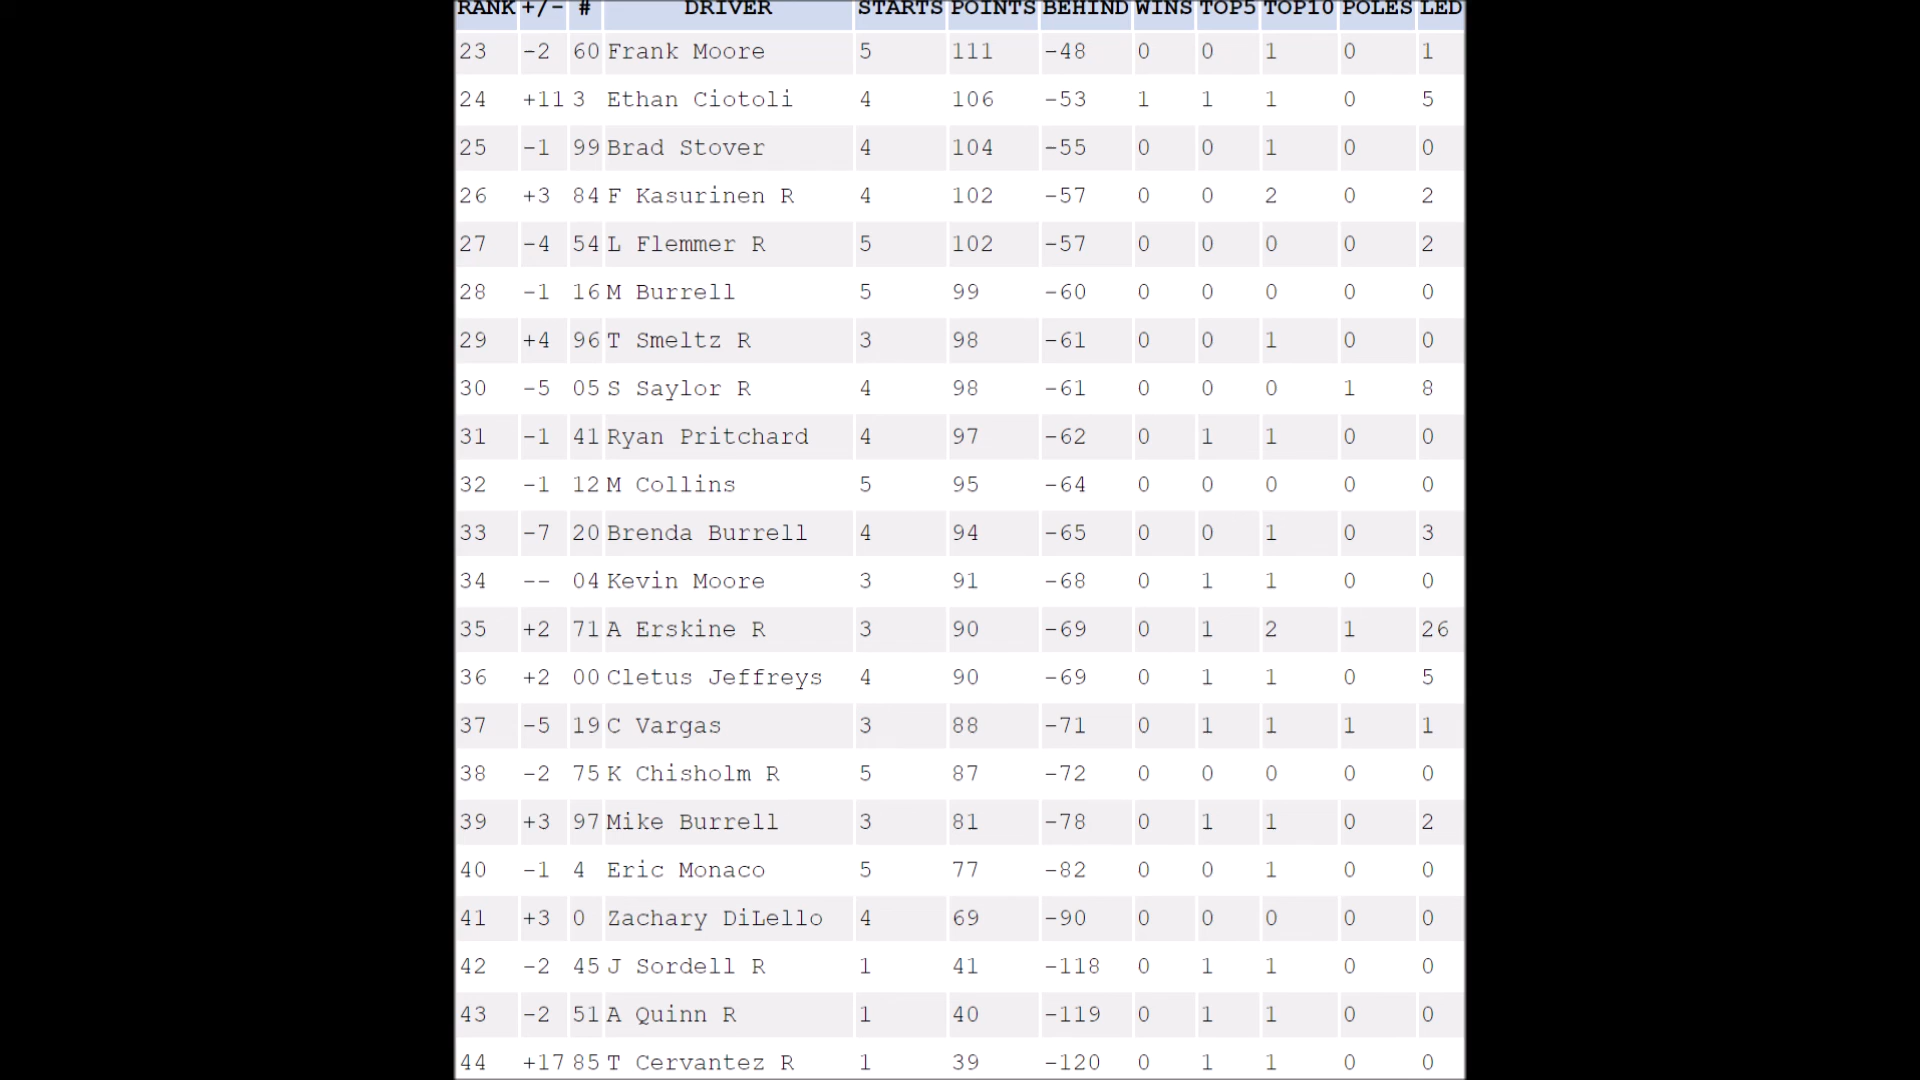 RANK +/- # DRIVER STARTS POINTS BEHIND WINS TOP5 TOP10 POLES LED
23 -2 60 Frank Moore 5 111 -48 0 0 1 0 1
24 +11 3 Ethan Ciotoli 4 106 -53 1 1 1 0 5
25 -1 99 Brad Stover 4 104 -55 0 0 1 0 0
26 +3 84 F Kasurinen R 4 102 -57 0 0 2 0 2
27 -4 54 L Flemmer R 5 102 -57 0 0 0 0 2
28 -1 16 M Burrell 5 99 -60 0 0 0 0 0
29 +4 96 T Smeltz R 3 98 -61 0 0 1 0 0
30 -5 05 S Saylor R 4 98 -61 0 0 0 1 8
31 -1 41 Ryan Pritchard 4 97 -62 0 1 1 0 0
32 -1 12 M Collins 5 95 -64 0 0 0 0 0
33 -7 20 Brenda Burrell 4 94 -65 0 0 1 0 3
34 -- 04 Kevin Moore 3 91 -68 0 1 1 0 0
35 +2 71 A Erskine R 3 90 -69 0 1 2 1 26
36 +2 00 Cletus Jeffreys 4 90 -69 0 1 1 0 5
37 -5 19 C Vargas 3 88 -71 0 1 1 1 1
38 -2 75 K Chisholm R 5 87 -72 0 0 0 0 0
39 +3 97 Mike Burrell 3 81 -78 0 1 1 0 2
40 -1 4 Eric Monaco 5 77 -82 0 0 1 0 0
41 +3 0 Zachary DiLello 4 69 -90 0 0 0 0 0
42 -2 45 J Sordell R 1 41 -118 0 1 1 0 0
43 -2 51 A Quinn R 1 40 -119 0 1 1 0 0
44 +17 85 T Cervantez R 1 39 -120 0 1 1 0 0